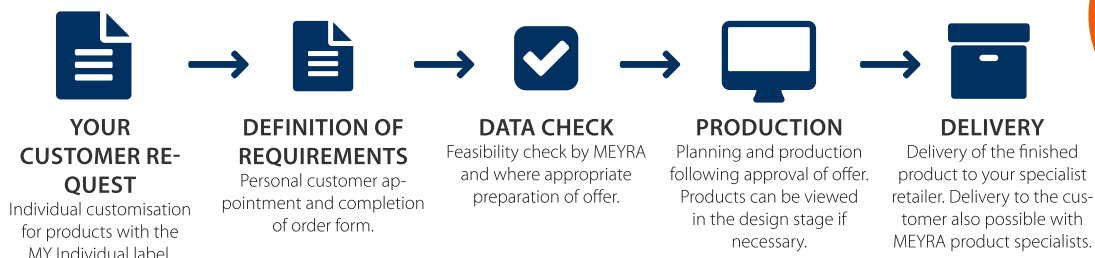 YOUR
CUSTOMER RE-
QUEST
Individual customisation
for products with the
MY Individual label
DEFINITION OF
REQUIREMENTS
Personal customer ap-
pointment and completion
of order form.
DATA CHECK
Feasibility check by MEYRA
and where appropriate
preparation of offer.
PRODUCTION
Planning and production
following approval of offer.
Products can be viewed
in the design stage if
necessary.
DELIVERY
Delivery of the finished
product to your specialist
retailer. Delivery to the cus-
tomer also possible with
MEYRA product specialists.